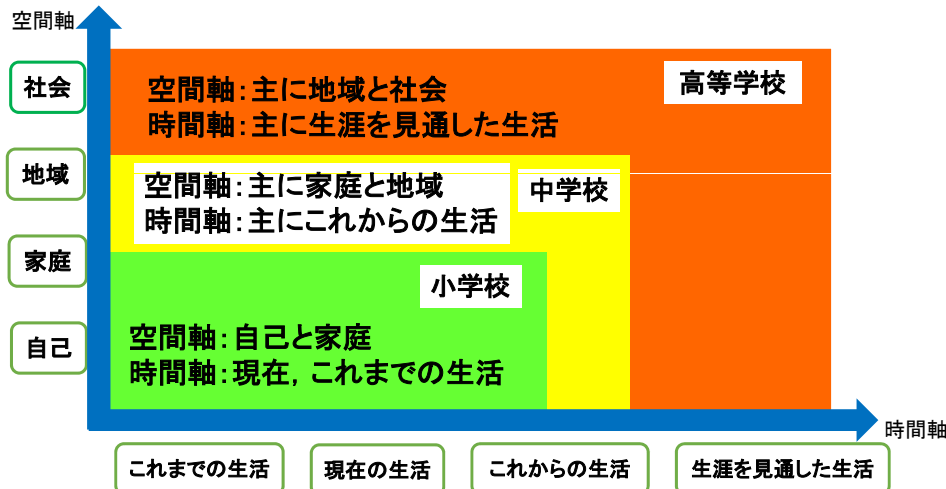 空間軸
社会
高等学校
空間軸：主に地域と社会
時間軸：主に生涯を見通した生活
地域
中学校
空間軸：主に家庭と地域
時間軸：主にこれからの生活
家庭
小学校
自己
空間軸：自己と家庭
時間軸：現在，これまでの生活
時間軸
これまでの生活
現在の生活
これからの生活
生涯を見通した生活